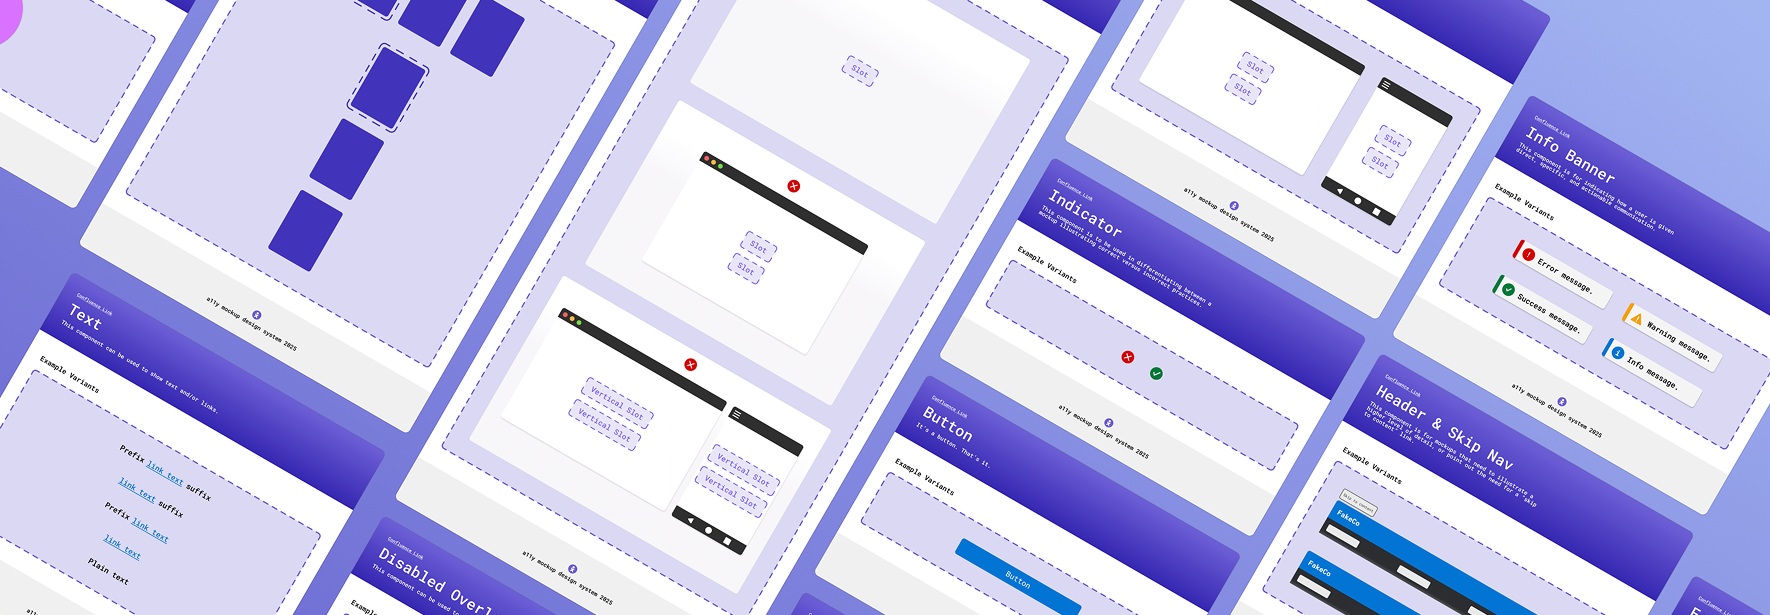 Confluence Link
Text
This component can be used to show text and/or links.
Example Variants
Prefix link text suffix
link text suffix
Prefix link text
link text
Plain text
a11y mockup design system 2025
Confluence Link
Disabled Overl
This component can be used to
Slot
Slot
Slot
Vertical Slot
Vertical Slot
Vertical Slot
Vertical Slot
a11y mockup design system 2025
Slot
Slot
Slot
Slot
a11y mockup design system 2025
Confluence Link
Indicator
This component is to be used in differentiating between a
mockup illustrating correct versus incorrect practices.
Example Variants
a11y mockup design system 2025
Confluence Link
Button
It's a button. That's it.
Example Variants
Button
Confluence Link
Info Banner
This component is for indicating how a user is given
direct, specific, and actionable communication.
Example Variants
Error message.
Success message.
Warning message.
Info message.
a11y mockup design system 2025
Confluence Link
Header & Skip Nav
This component is for mockups that need to illustrate a
higher level of detail, or point out the need for a "skip
to content" link.
Example Variants
Skip to content
FakeCo
FakeCo